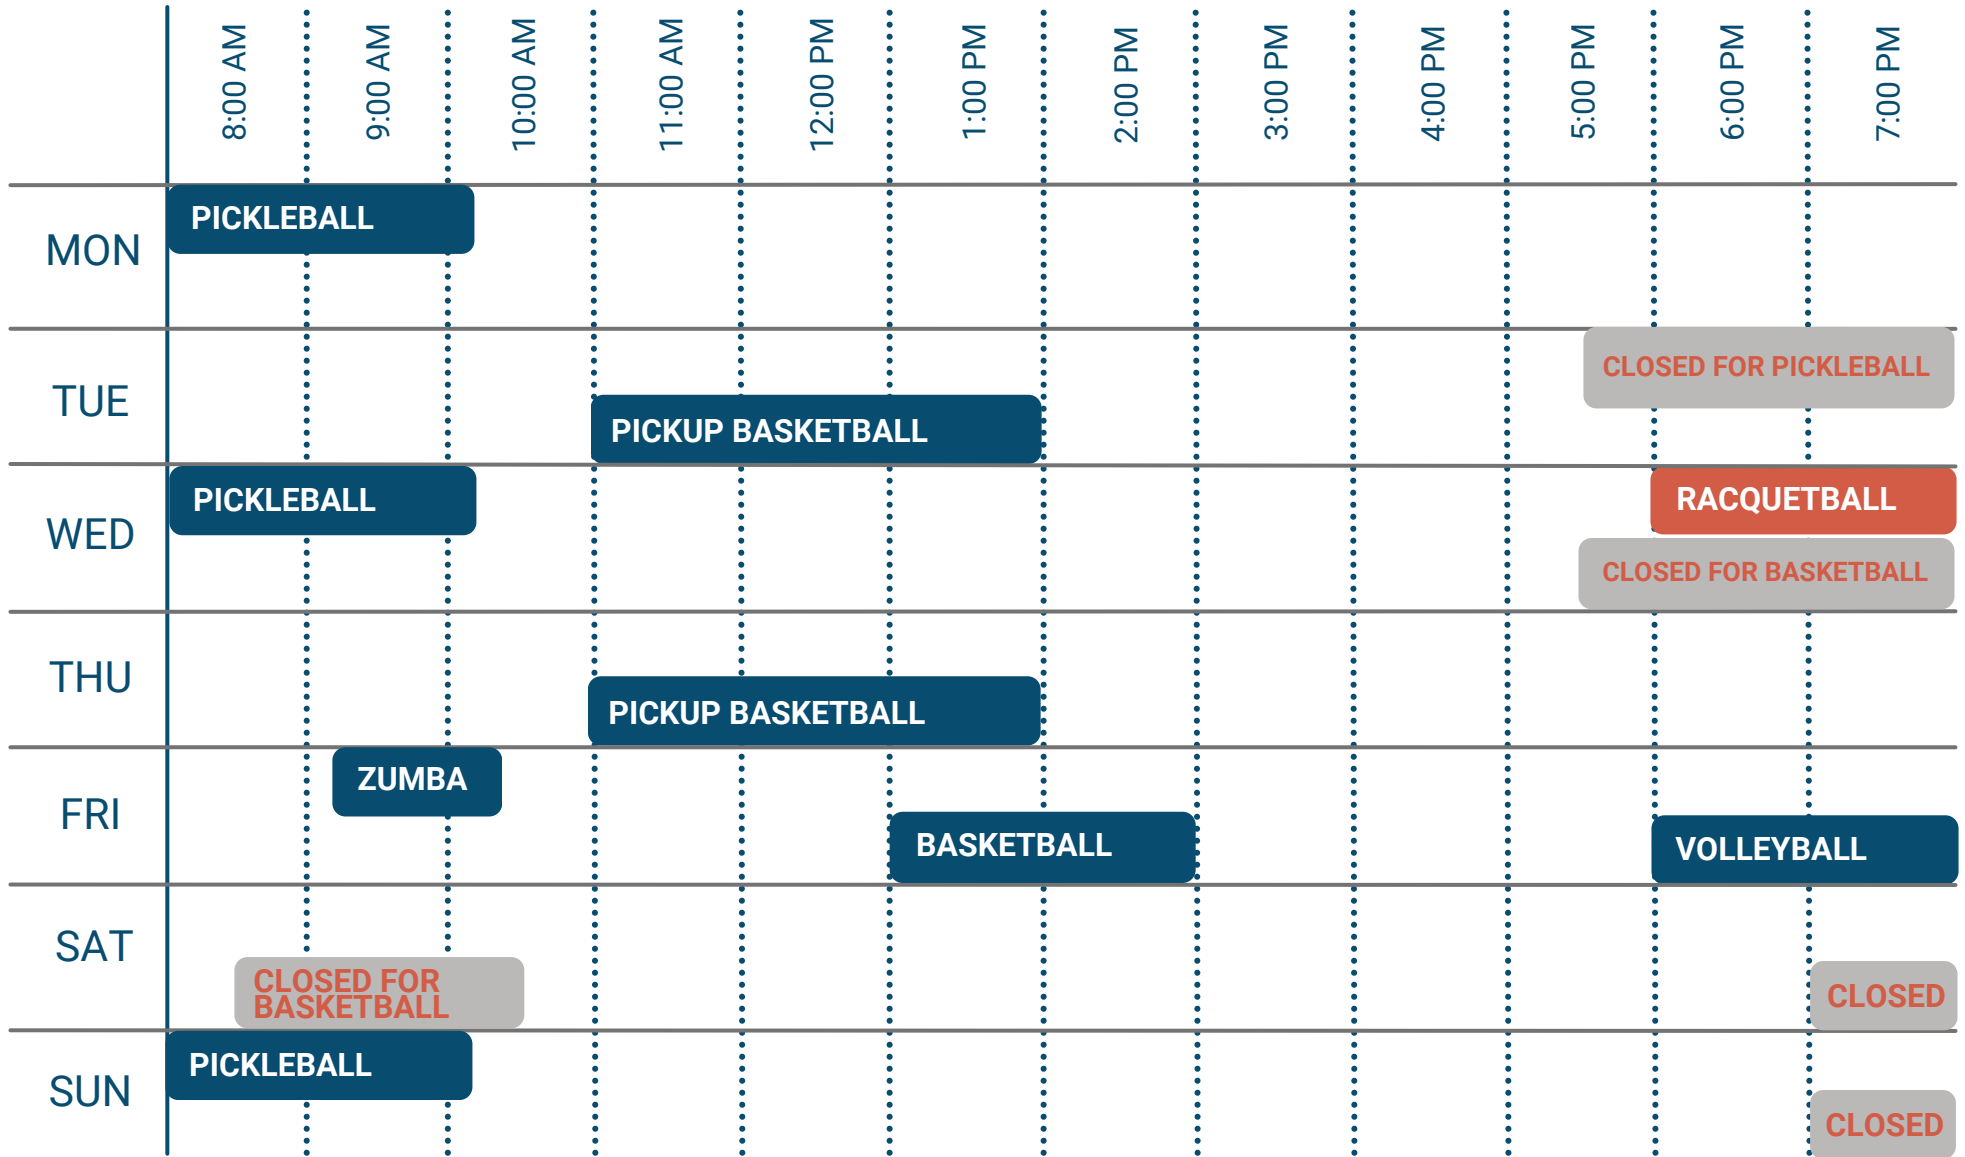 8:00 AM
9:00 AM
10:00 AM
11:00 AM
12:00 PM
1:00 PM
2:00 PM
3:00 PM
4:00 PM
5:00 PM
6:00 PM
7:00 PM
MON
PICKLEBALL
TUE
CLOSED FOR PICKLEBALL
PICKUP BASKETBALL
WED
PICKLEBALL
RACQUETBALL
CLOSED FOR BASKETBALL
THU
PICKUP BASKETBALL
FRI
ZUMBA
BASKETBALL
VOLLEYBALL
SAT
CLOSED FOR
BASKETBALL
CLOSED
SUN
PICKLEBALL
CLOSED